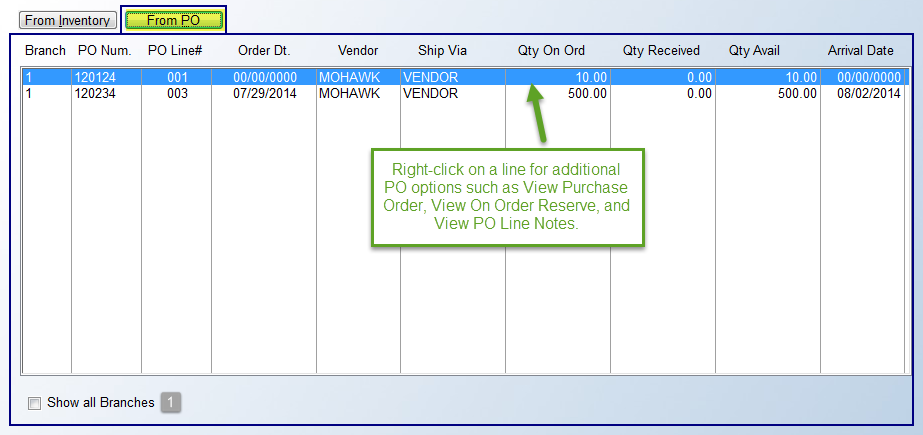 From Inventory From PO
Branch PO Num. PO Line# Order Dt. Vendor Ship Via Qty On Ord Qty Received Qty Avail Arrival Date
1 120124 001 00/00/0000 MOHAWK VENDOR 10.00 0.00 10.00 00/00/0000
1 120234 003 07/29/2014 MOHAWK VENDOR 500.00 0.00 500.00 08/02/2014
Right-click on a line for additional
PO options such as View Purchase
Order, View On Order Reserve, and
View PO Line Notes.
Show all Branches 1